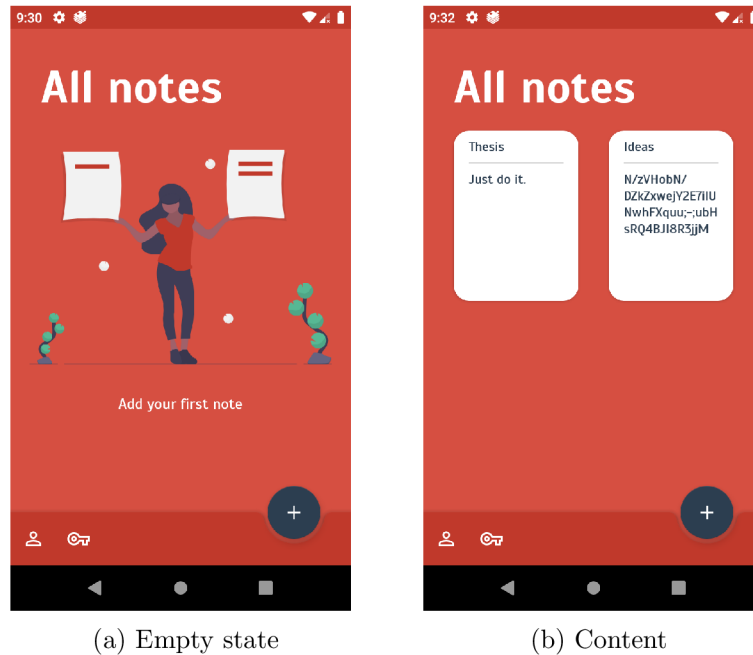 9:30
All notes
Add your first note
(a) Empty state
9:32
All notes
Thesis
Just do it.
Ideas
N/zVHobN/
DZkZxwejY2E7iIU
NwhFXquu;-;ubH
sRQ4BJI8R3jjM
(b) Content